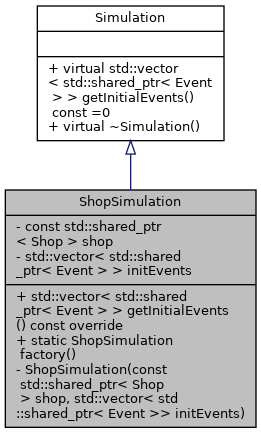 Simulation
+ virtual std::vector
< std::shared_ptr< Event
> > getInitialEvents()
const =0
+ virtual ~Simulation()
ShopSimulation
- const std::shared_ptr
< Shop > shop
- std::vector< std::shared
_ptr< Event > > initEvents
+ std::vector< std::shared
_ptr< Event > > getInitialEvents
() const override
+ static ShopSimulation
factory()
- ShopSimulation(const
std::shared_ptr< Shop
> shop, std::vector< std
::shared_ptr< Event >> initEvents)